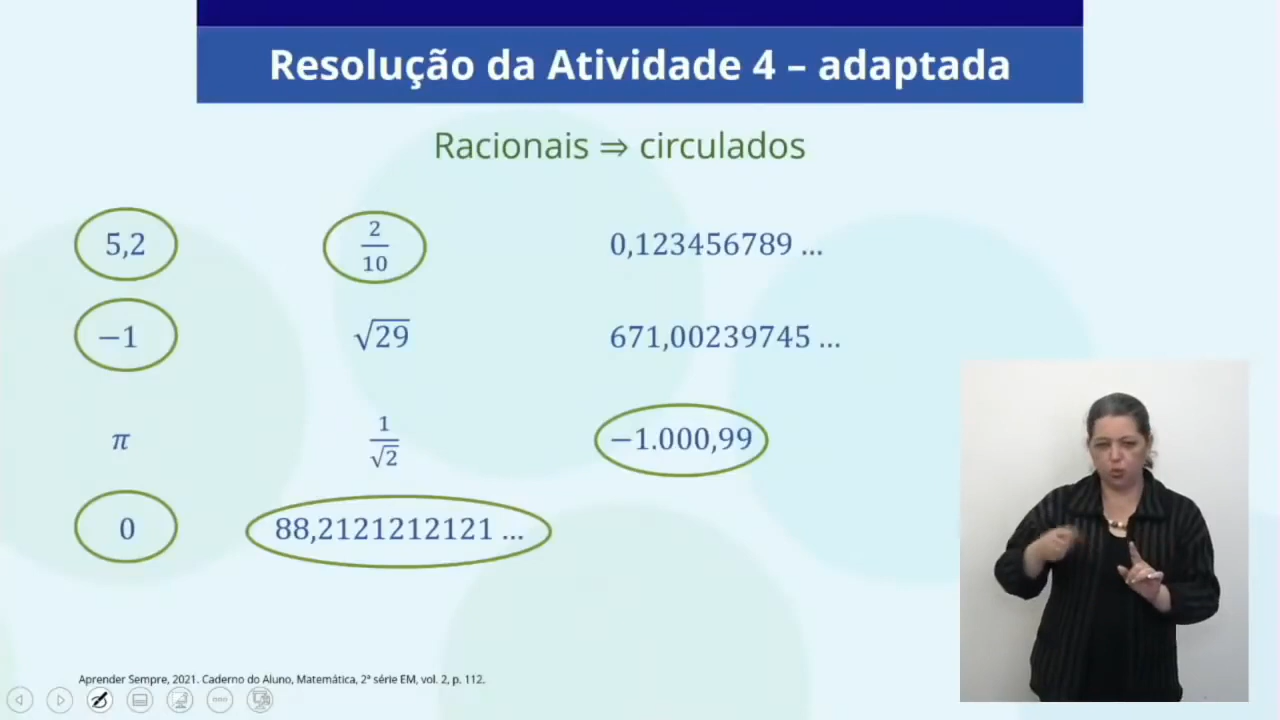 Resolução da Atividade 4 – adaptada
Racionais ⇒ circulados
5,2 2/10 0,123456789 ...
−1 √29 671,00239745 ...
π 1/√2 −1.000,99
0 88,2121212121 ...
Aprender Sempre, 2021. Caderno do Aluno, Matemática, 2ª série EM, vol. 2, p. 112.